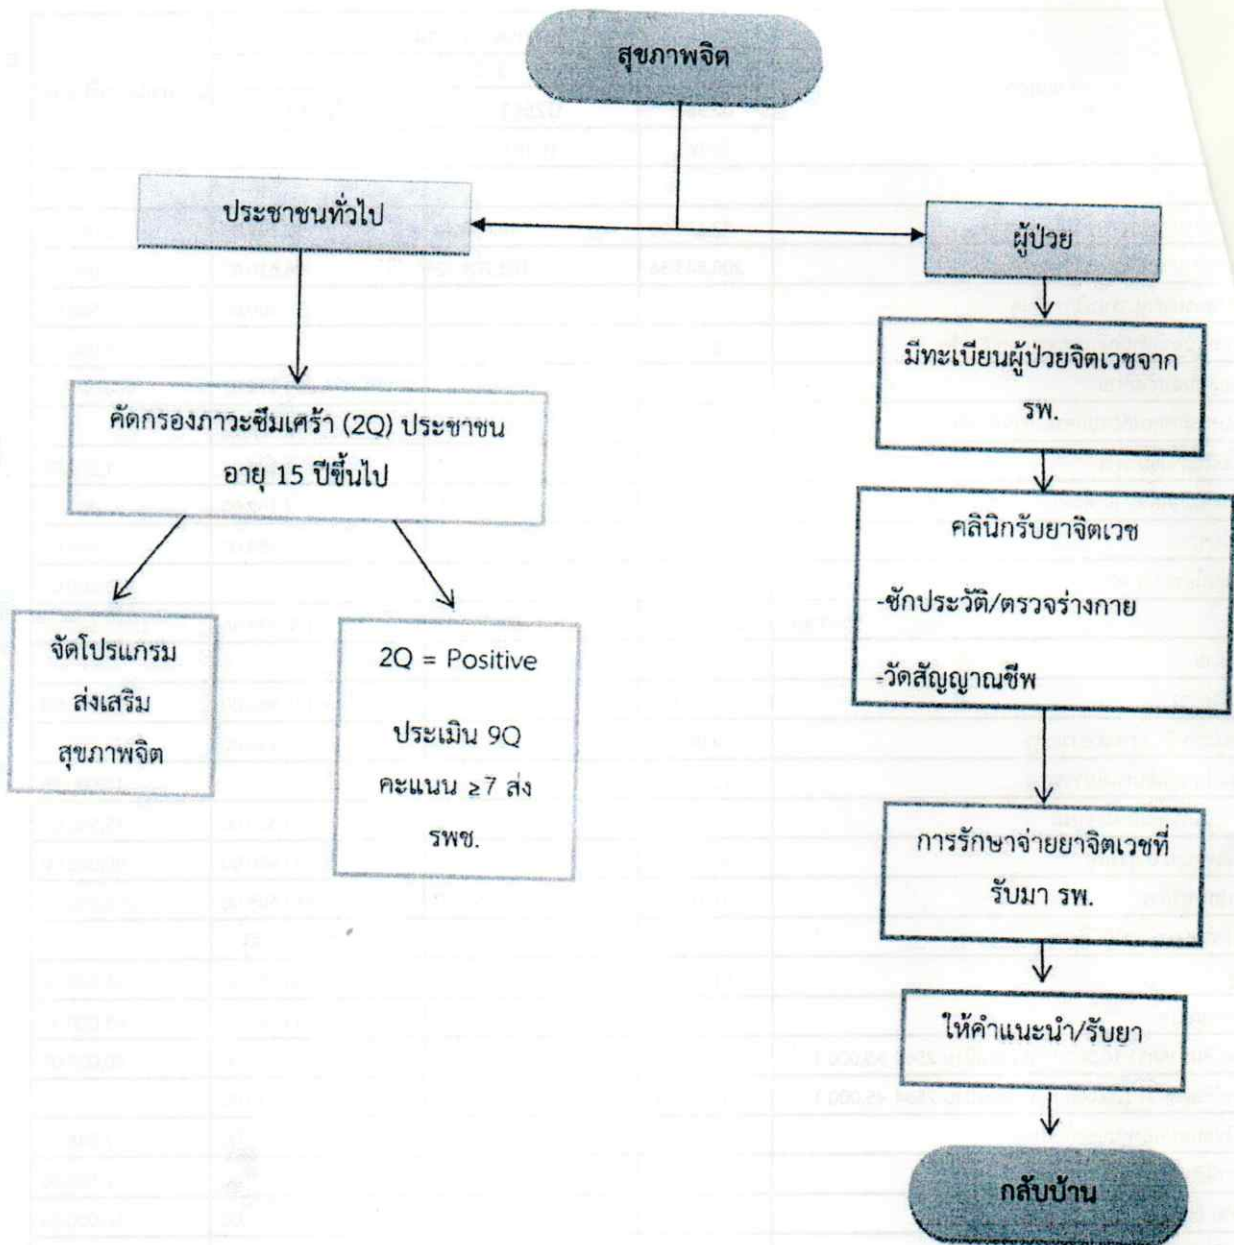 สุขภาพจิต
ประชาชนทั่วไป
ผู้ป่วย
คัดกรองภาวะซึมเศร้า (2Q) ประชาชน
อายุ 15 ปีขึ้นไป
จัดโปรแกรม
ส่งเสริม
สุขภาพจิต
2Q = Positive
ประเมิน 9Q
คะแนน ≥7 ส่ง
รพช.
มีทะเบียนผู้ป่วยจิตเวชจาก
รพ.
คลินิกรับยาจิตเวช
-ซักประวัติ/ตรวจร่างกาย
-วัดสัญญาณชีพ
การรักษาจ่ายยาจิตเวชที่
รับมา รพ.
ให้คำแนะนำ/รับยา
กลับบ้าน